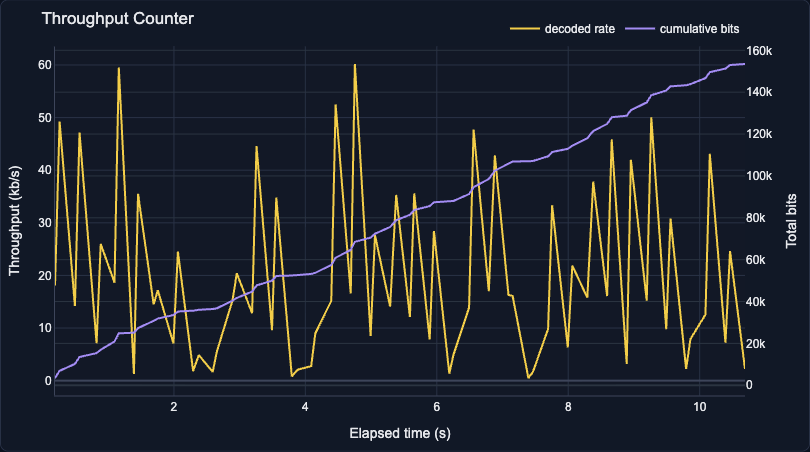 Throughput Counter
decoded rate
cumulative bits
160k
60
140k
50
120k
40
100k
30
80k
60k
20
40k
10
20k
0
0
2
4
6
8
10
Throughput (kb/s)
Total bits
Elapsed time (s)